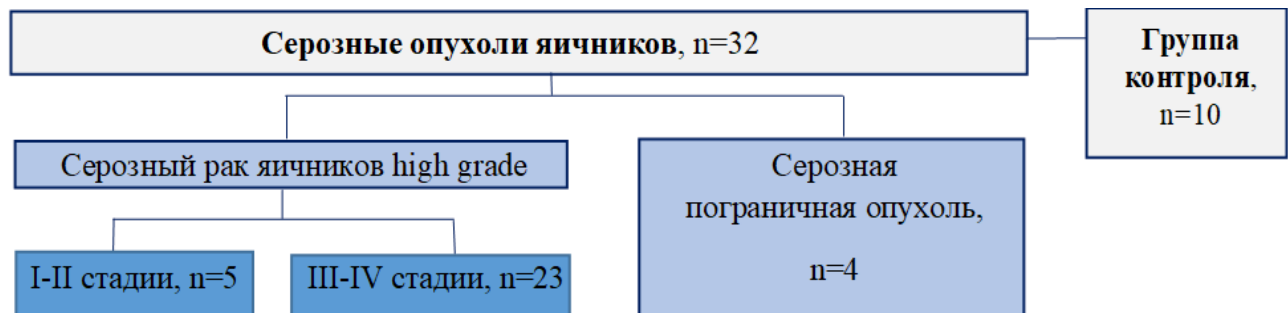 Серозные опухоли яичников, n=32
Группа
контроля,
n=10
Серозный рак яичников high grade
Серозная
пограничная опухоль,
n=4
I-II стадии, n=5
III-IV стадии, n=23